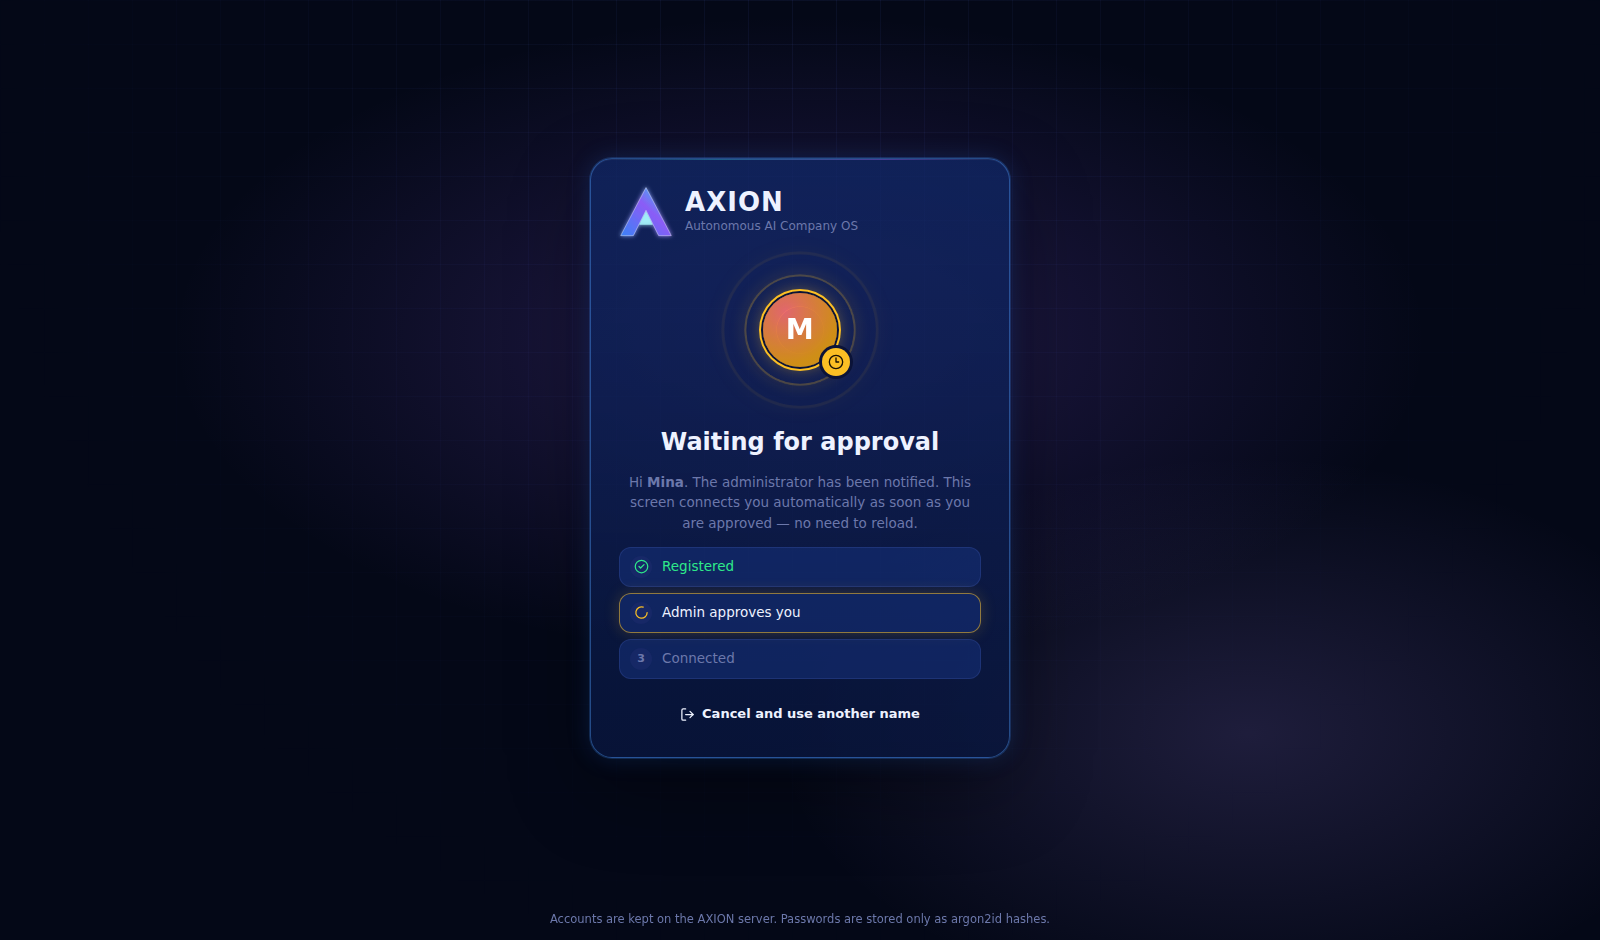 AXION
Autonomous AI Company OS
M
Waiting for approval
Hi Mina. The administrator has been notified. This
screen connects you automatically as soon as you
are approved — no need to reload.
Registered
Admin approves you
3 Connected
Cancel and use another name
Accounts are kept on the AXION server. Passwords are stored only as argon2id hashes.